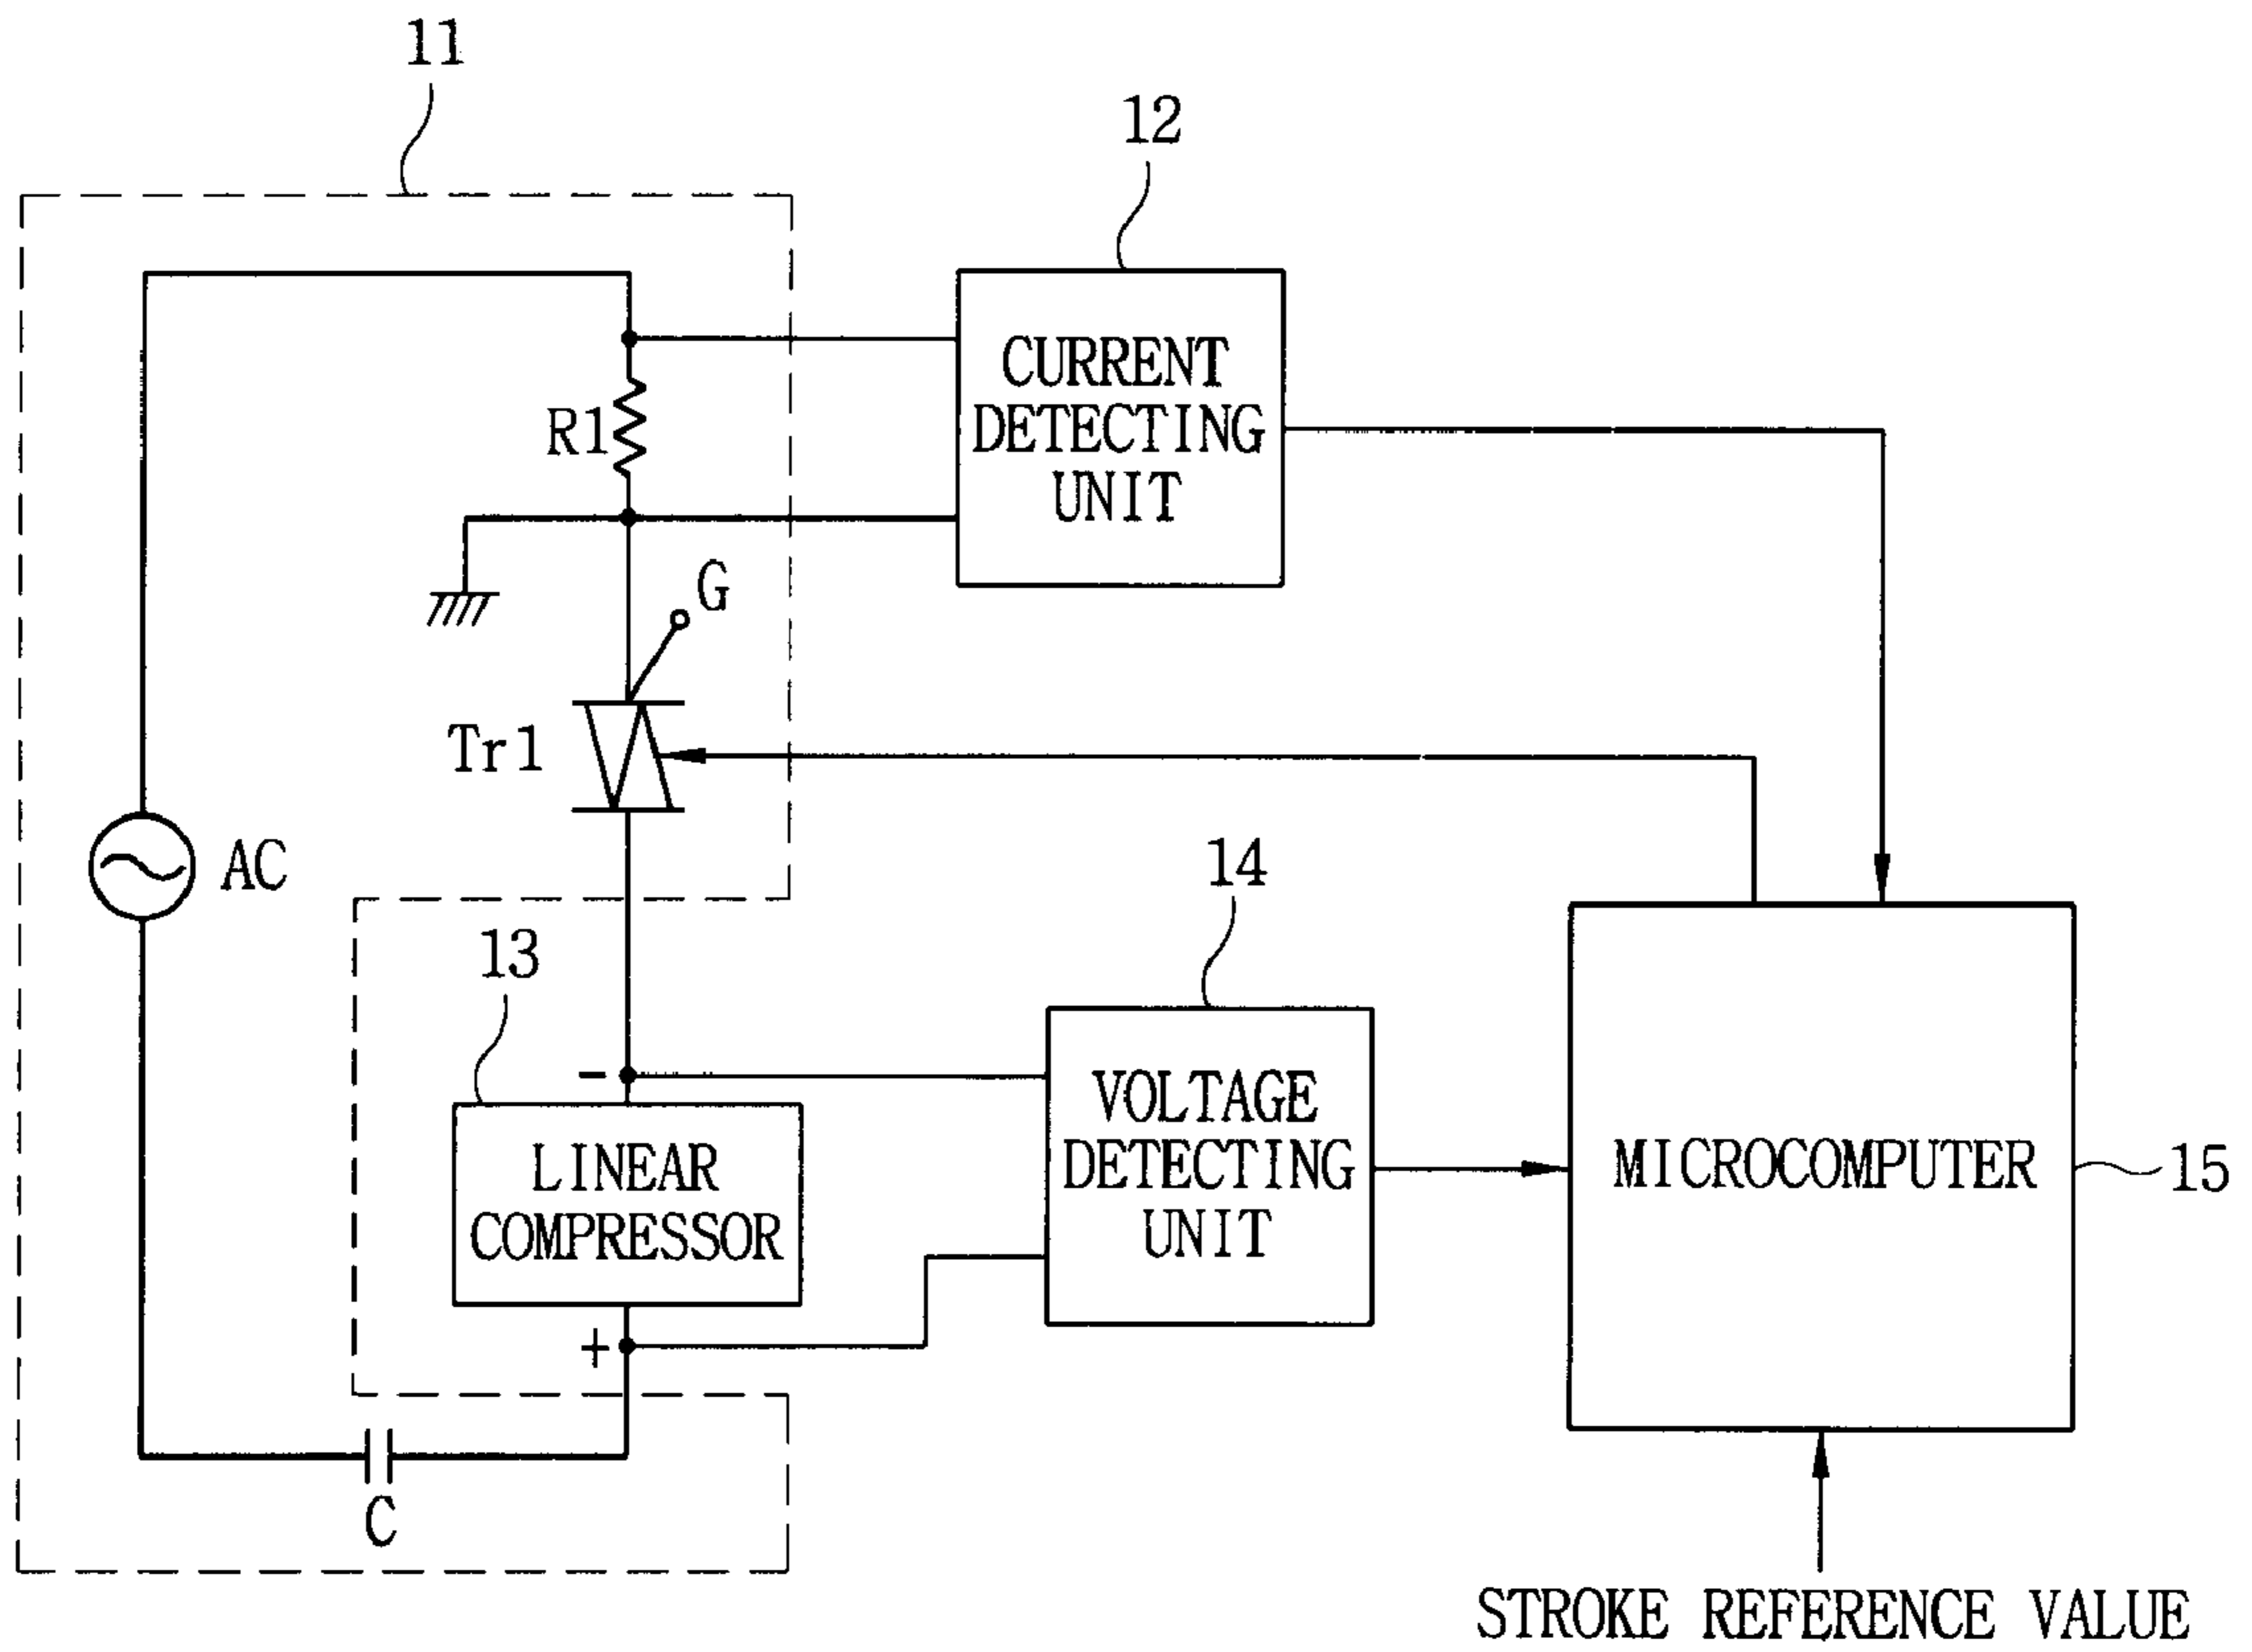 11
12
CURRENT
DETECTING
UNIT
R1
G
Tr1
AC
14
13
-
VOLTAGE
DETECTING
UNIT
LINEAR
COMPRESSOR
MICROCOMPUTER
15
+
C
STROKE REFERENCE VALUE